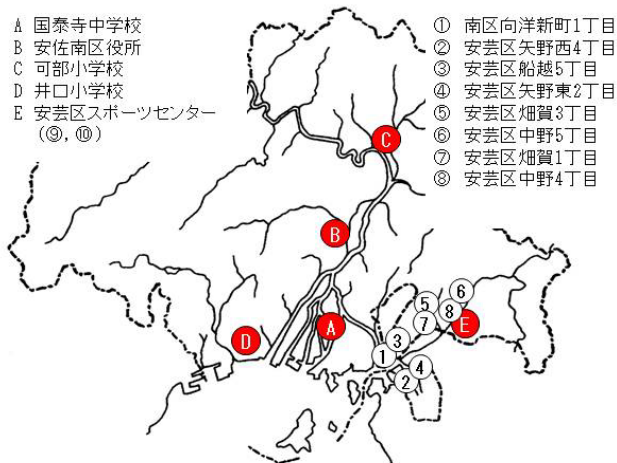 A 国泰寺中学校
B 安佐南区役所
C 可部小学校
D 井口小学校
E 安芸区スポーツセンター
(⑨,⑩)
① 南区向洋新町1丁目
② 安芸区矢野西4丁目
③ 安芸区船越5丁目
④ 安芸区矢野東2丁目
⑤ 安芸区畑賀3丁目
⑥ 安芸区中野5丁目
⑦ 安芸区畑賀1丁目
⑧ 安芸区中野4丁目
C
B
6
5
8
7
E
A
D
3
1
4
2